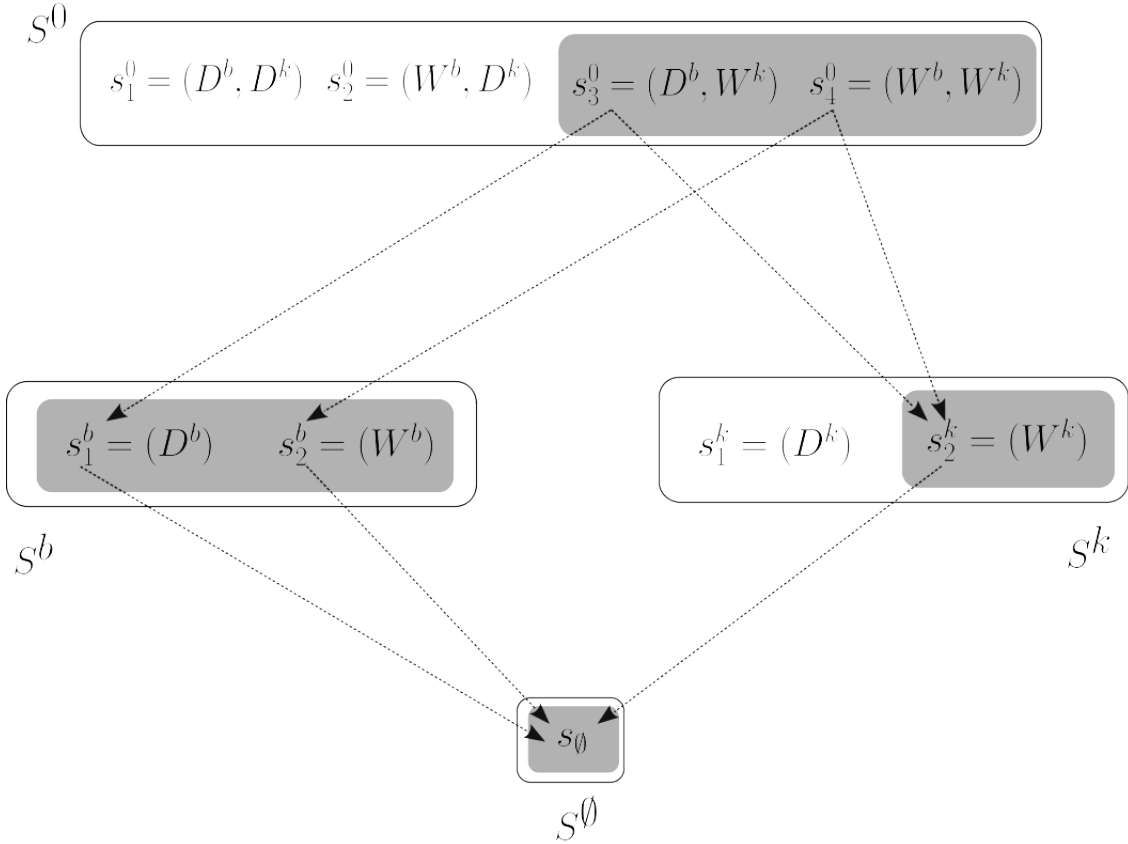 S^0
s_1^0 = (D^b, D^k) s_2^0 = (W^b, D^k) s_3^0 = (D^b, W^k) s_4^0 = (W^b, W^k)
s_1^b = (D^b) s_2^b = (W^b) s_1^k = (D^k) s_2^k = (W^k)
S^b S^k
s_∅
S^∅